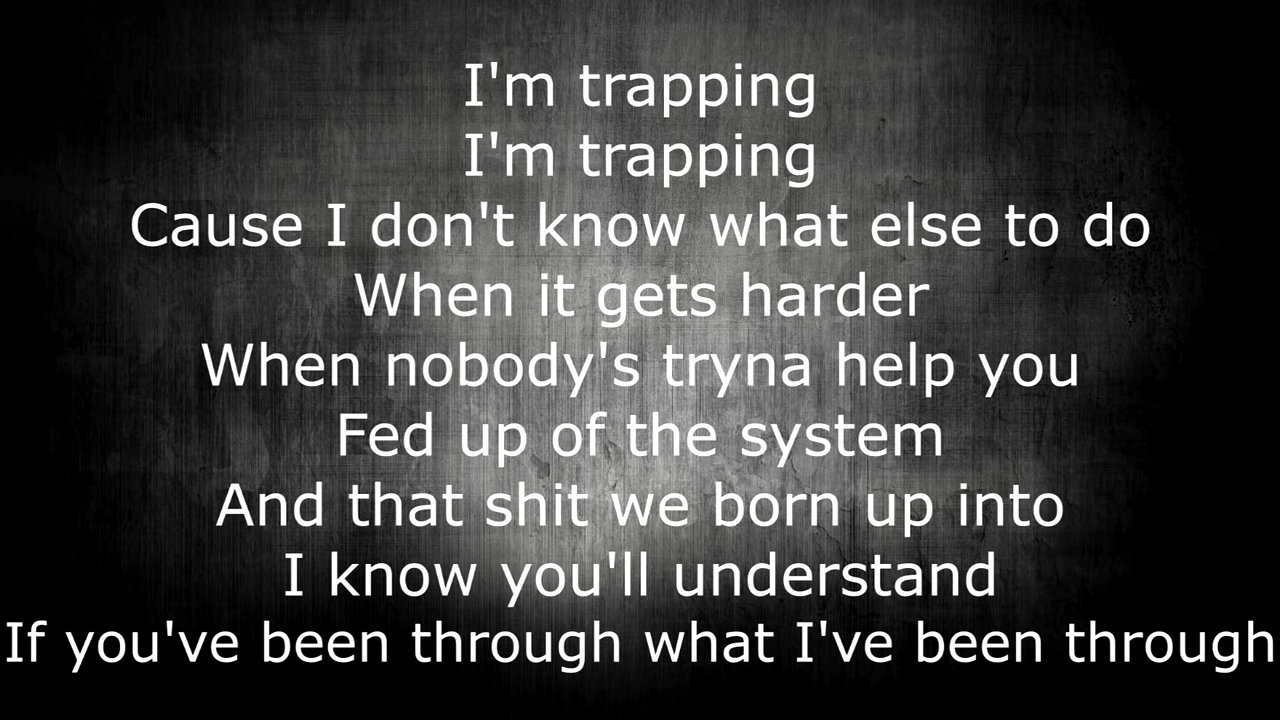 I'm trapping
I'm trapping
Cause I don't know what else to do
When it gets harder
When nobody's tryna help you
Fed up of the system
And that shit we born up into
I know you'll understand
If you've been through what I've been through